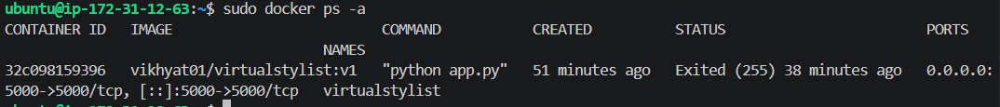 ubuntu@ip-172-31-12-63:~$ sudo docker ps -a
CONTAINER ID   IMAGE                        COMMAND           CREATED          STATUS                        PORTS
                                            NAMES
32c098159396   vikhyat01/virtualstylist:v1   "python app.py"   51 minutes ago   Exited (255) 38 minutes ago   0.0.0.0:
5000->5000/tcp, [::]:5000->5000/tcp   virtualstylist